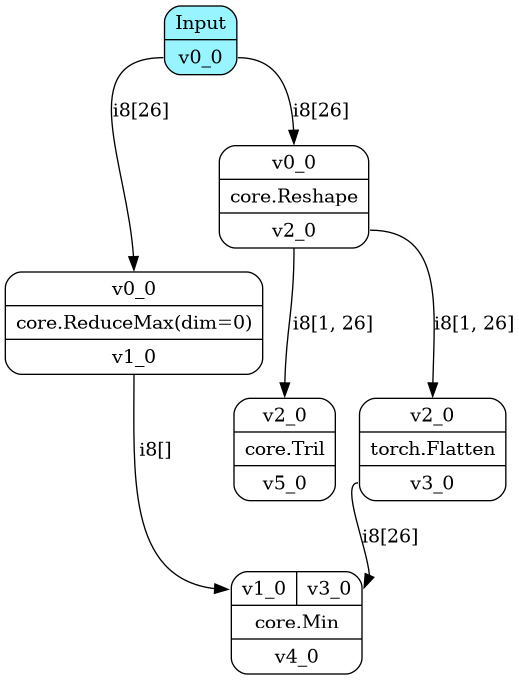 Input
v0_0
i8[26]
i8[26]
v0_0
core.Reshape
v2_0
v0_0
core.ReduceMax(dim=0)
v1_0
i8[1, 26]
i8[1, 26]
v2_0
core.Tril
v5_0
v2_0
torch.Flatten
v3_0
i8[]
i8[26]
v1_0 v3_0
core.Min
v4_0